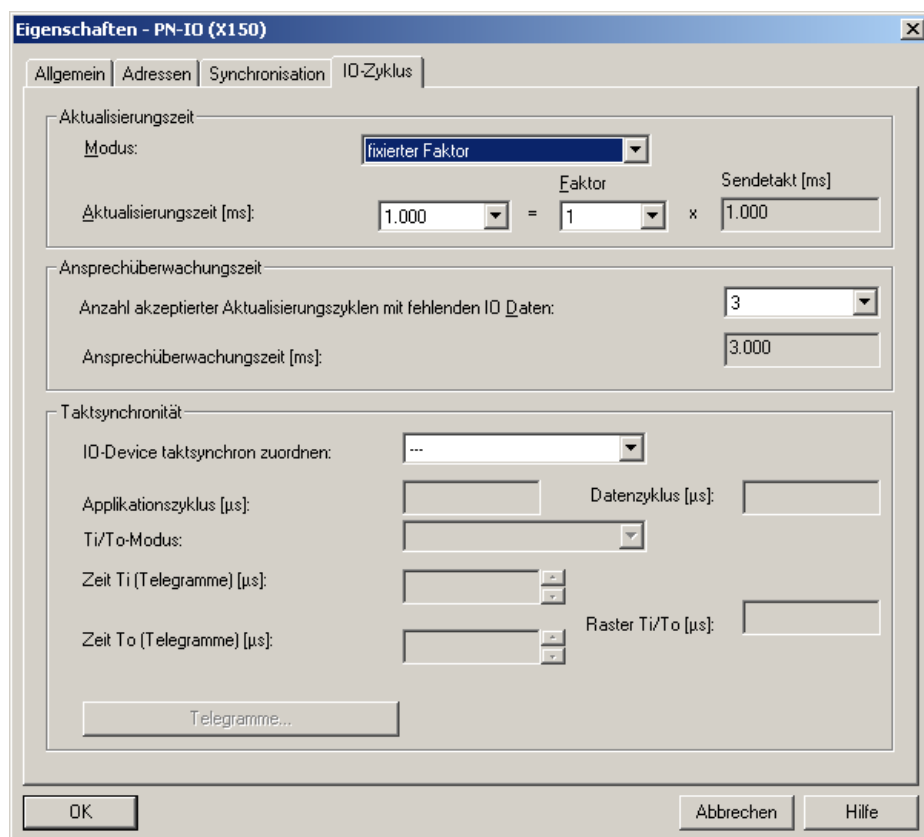 Eigenschaften - PN-IO (X150)
Allgemein Adressen Synchronisation IO-Zyklus
Aktualisierungszeit
Modus: fixierter Faktor
Faktor Sendetakt [ms]
Aktualisierungszeit [ms]: 1.000 = 1 x 1.000
Ansprechüberwachungszeit
Anzahl akzeptierter Aktualisierungszyklen mit fehlenden IO Daten: 3
Ansprechüberwachungszeit [ms]: 3.000
Taktsynchronität
IO-Device taktsynchron zuordnen: ---
Applikationszyklus [µs]: Datenzyklus [µs]:
Ti/To-Modus:
Zeit Ti (Telegramme) [µs]:
Raster Ti/To [µs]:
Zeit To (Telegramme) [µs]:
Telegramme...
OK Abbrechen Hilfe